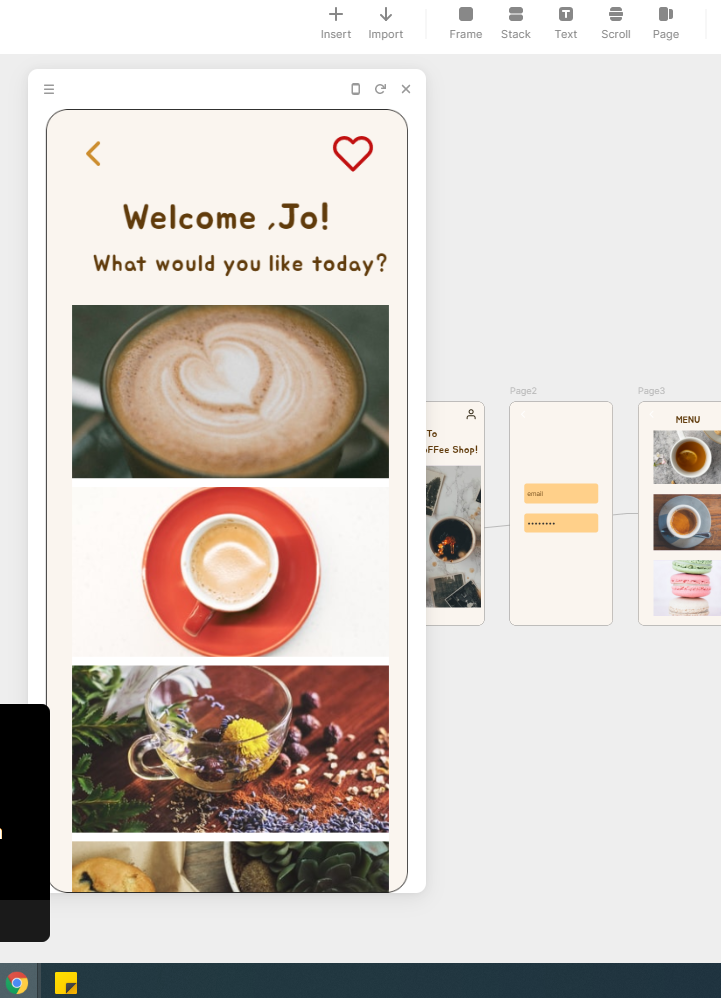 Insert Import Frame Stack Text Scroll Page
Welcome ,Jo!
What would you like today?
Page2
Page3
To
Shop!
email
MENU